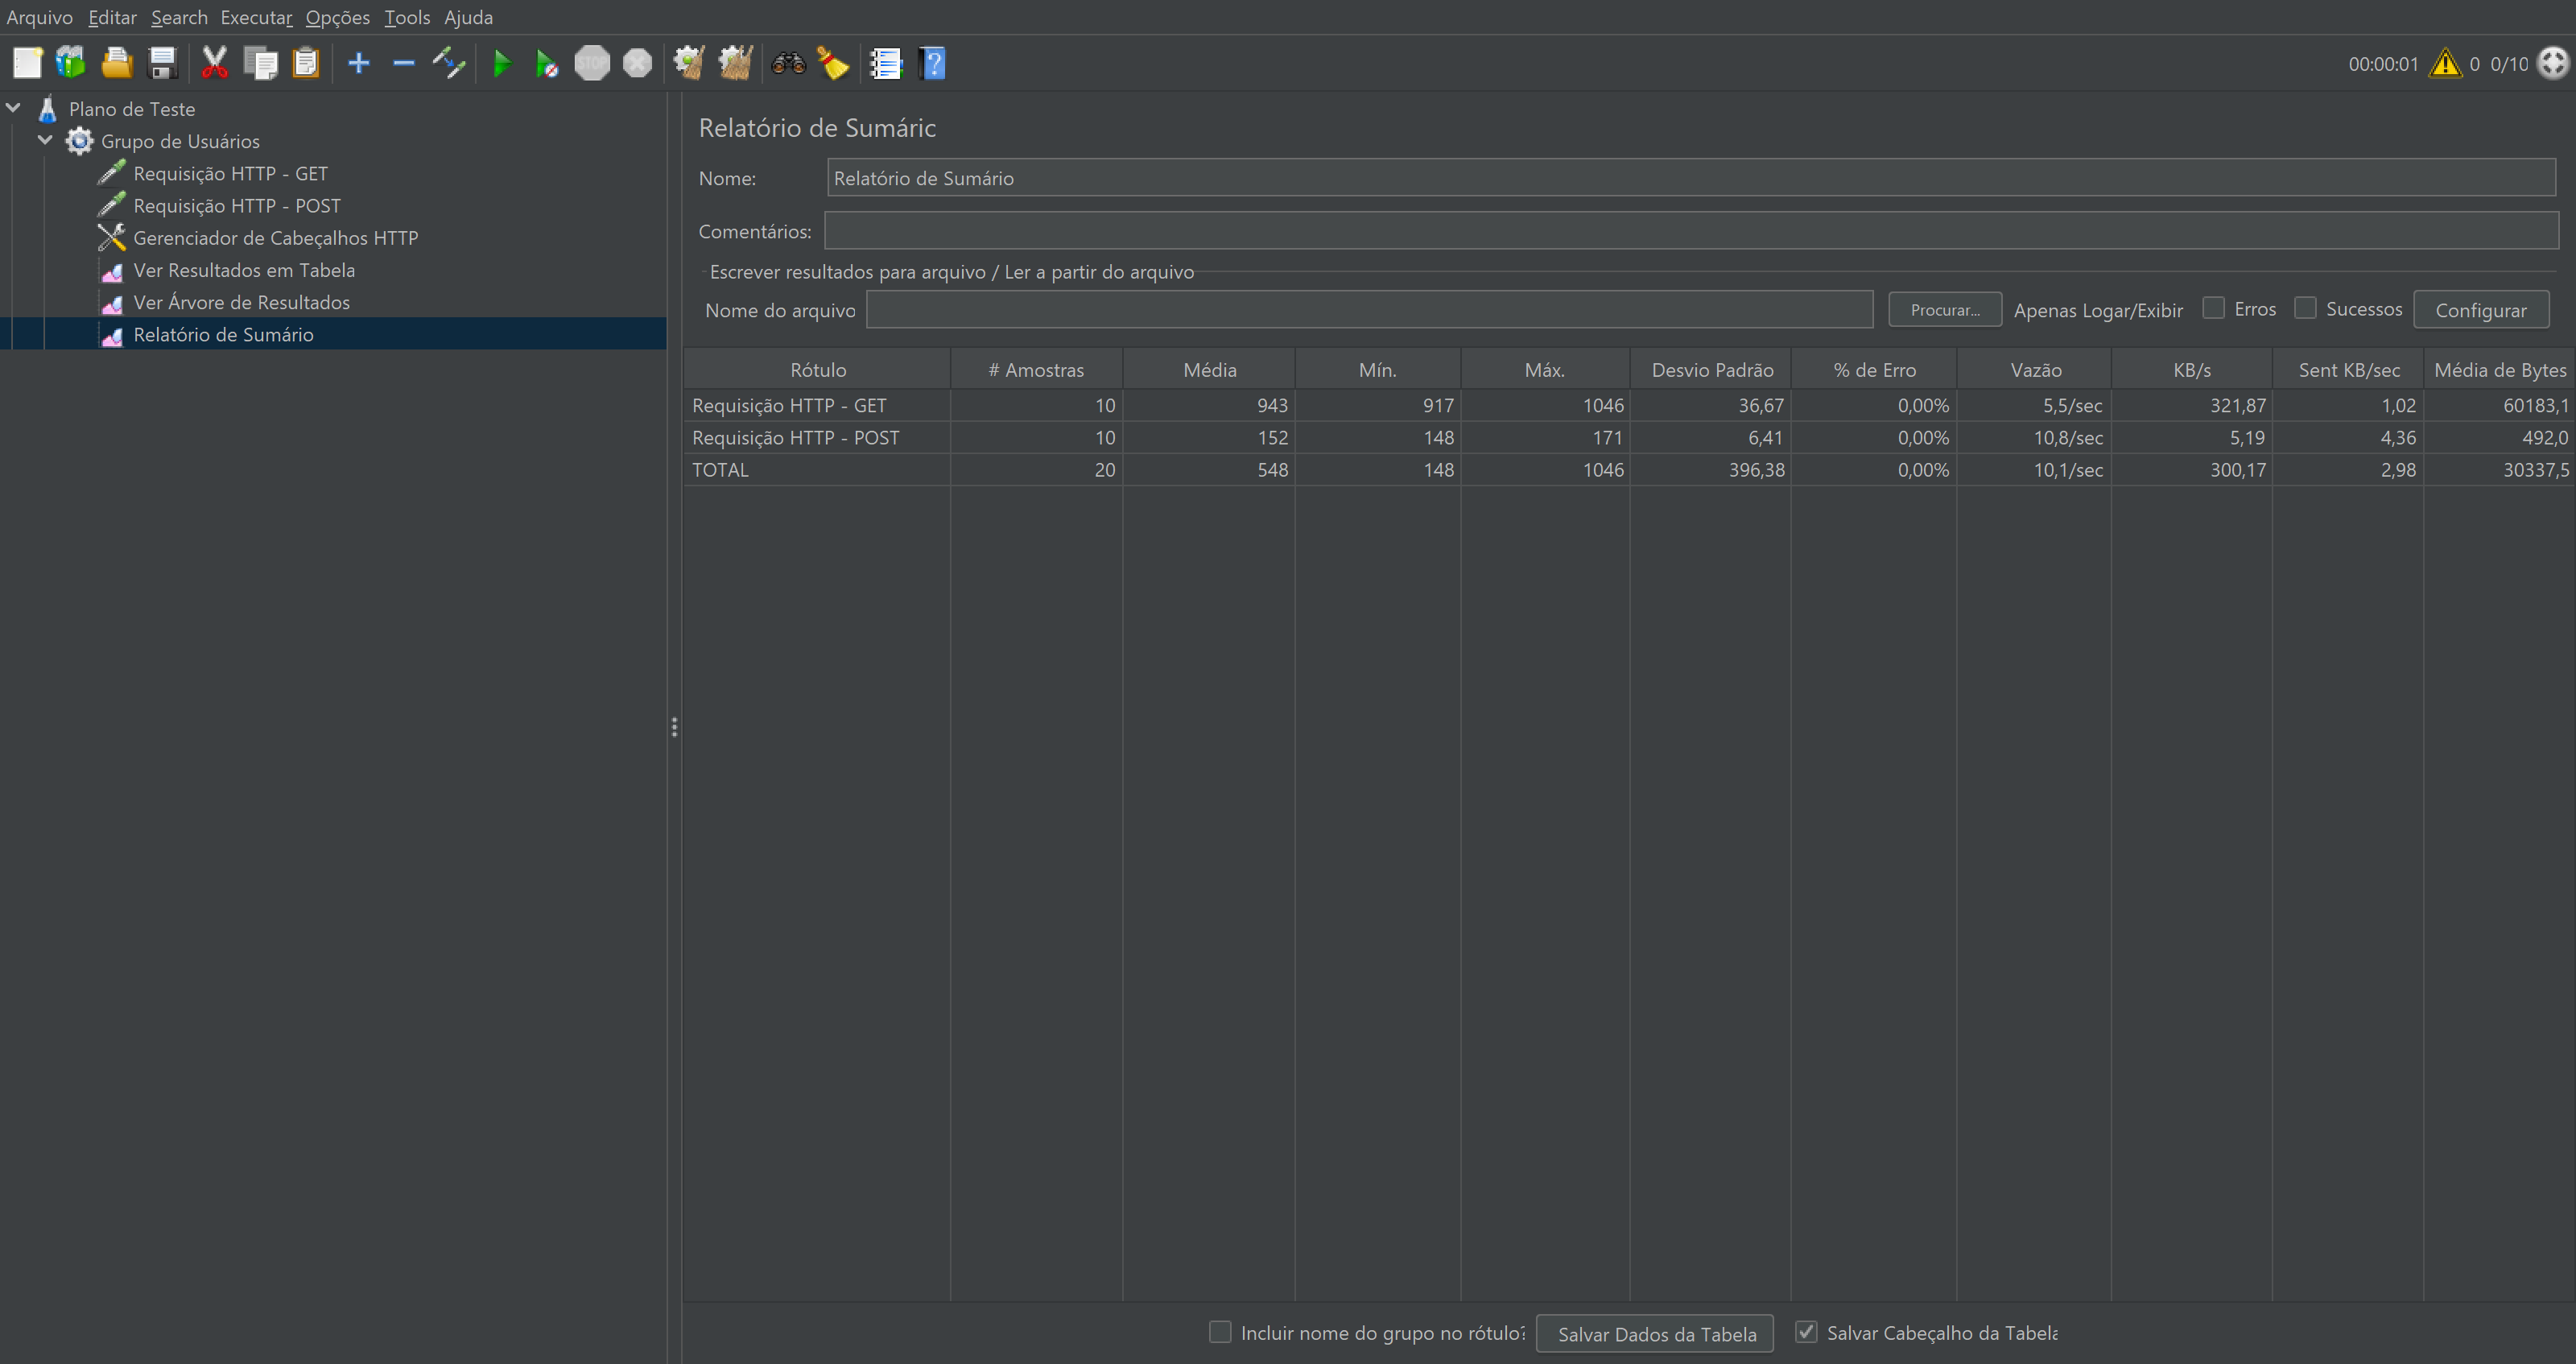 Arquivo Editar Search Executar Opções Tools Ajuda
STOP
00:00:01 0 0/10
Plano de Teste
Grupo de Usuários
Requisição HTTP - GET
Requisição HTTP - POST
Gerenciador de Cabeçalhos HTTP
Ver Resultados em Tabela
Ver Árvore de Resultados
Relatório de Sumário
Relatório de Sumáric
Nome: Relatório de Sumário
Comentários:
Escrever resultados para arquivo / Ler a partir do arquivo
Nome do arquivo Procurar... Apenas Logar/Exibir Erros Sucessos Configurar
Rótulo # Amostras Média Mín. Máx. Desvio Padrão % de Erro Vazão KB/s Sent KB/sec Média de Bytes
Requisição HTTP - GET 10 943 917 1046 36,67 0,00% 5,5/sec 321,87 1,02 60183,1
Requisição HTTP - POST 10 152 148 171 6,41 0,00% 10,8/sec 5,19 4,36 492,0
TOTAL 20 548 148 1046 396,38 0,00% 10,1/sec 300,17 2,98 30337,5
Incluir nome do grupo no rótulo? Salvar Dados da Tabela Salvar Cabeçalho da Tabela